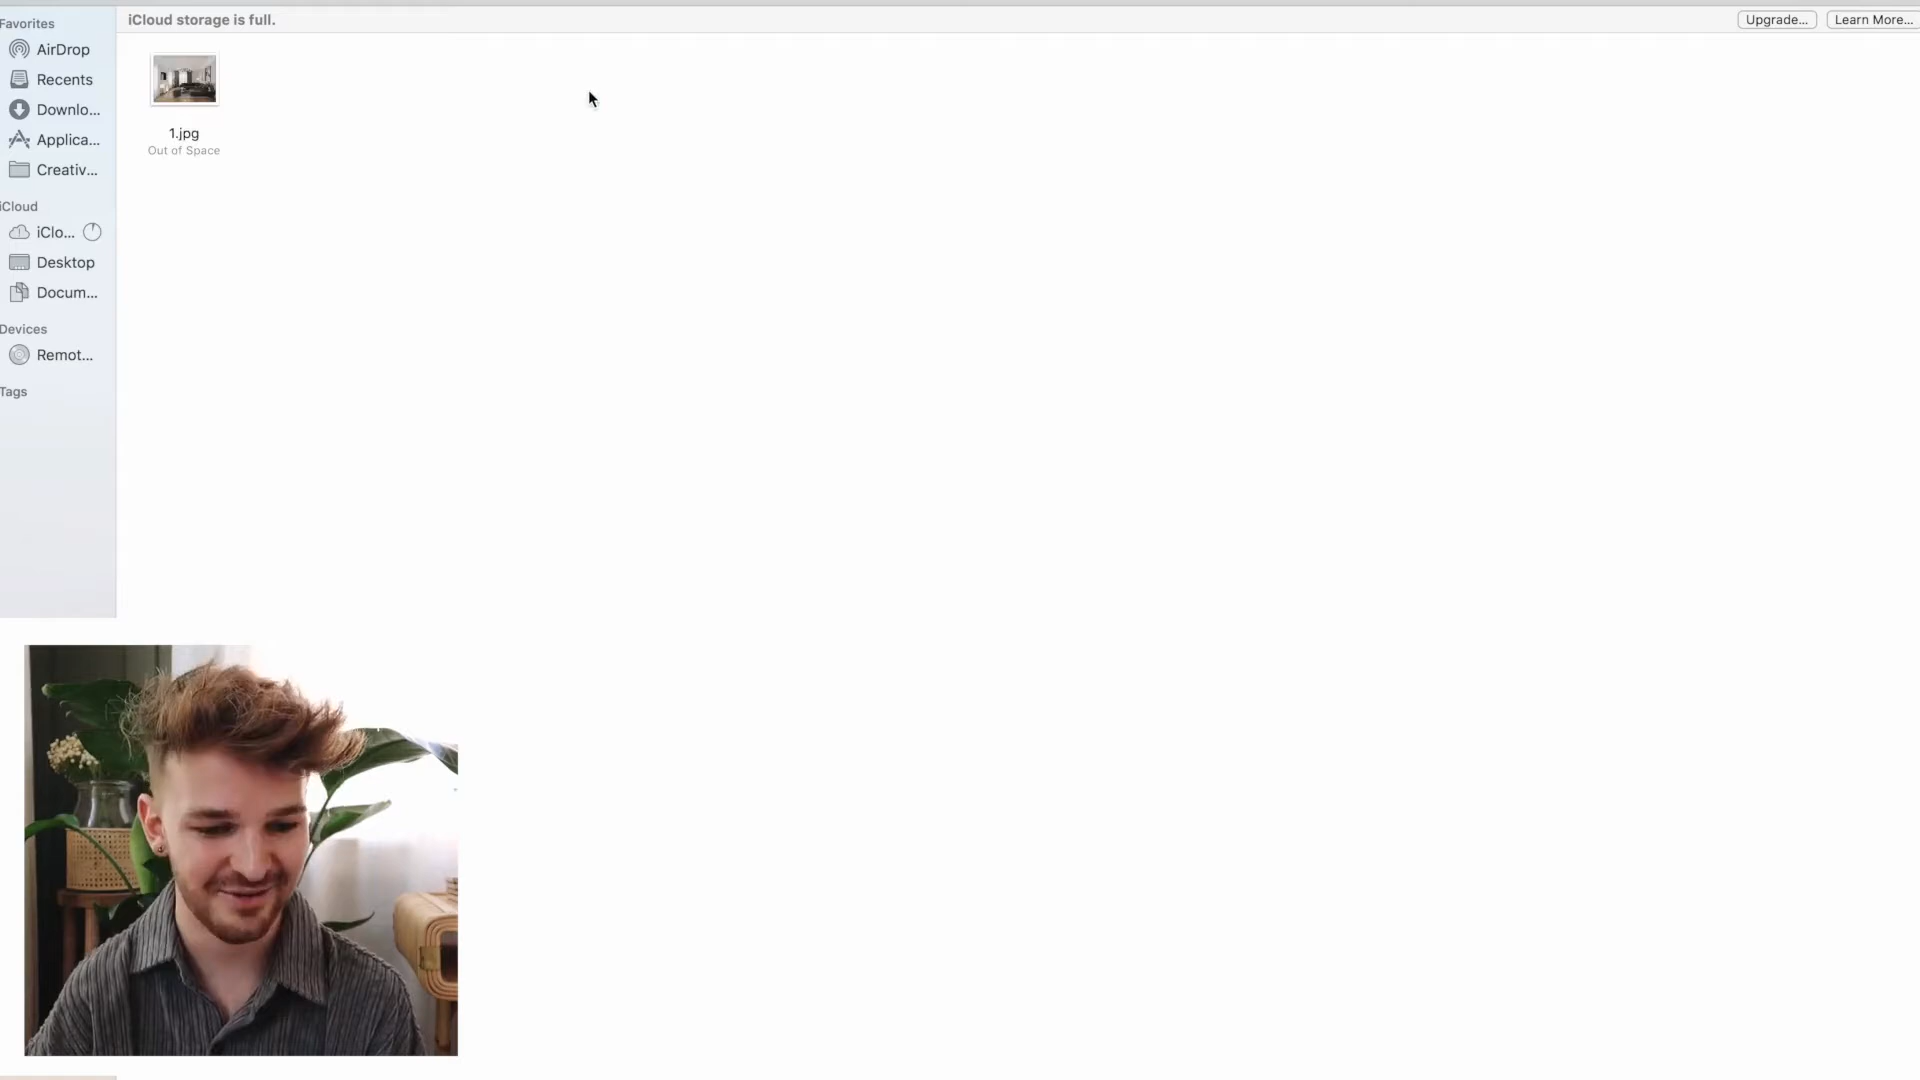 iCloud storage is full.
Upgrade...
Learn More...
Favorites
AirDrop
Recents
Downlo...
Applica...
Creativ...
iCloud
iClo...
Desktop
Docum...
Devices
Remot...
Tags
1.jpg
Out of Space